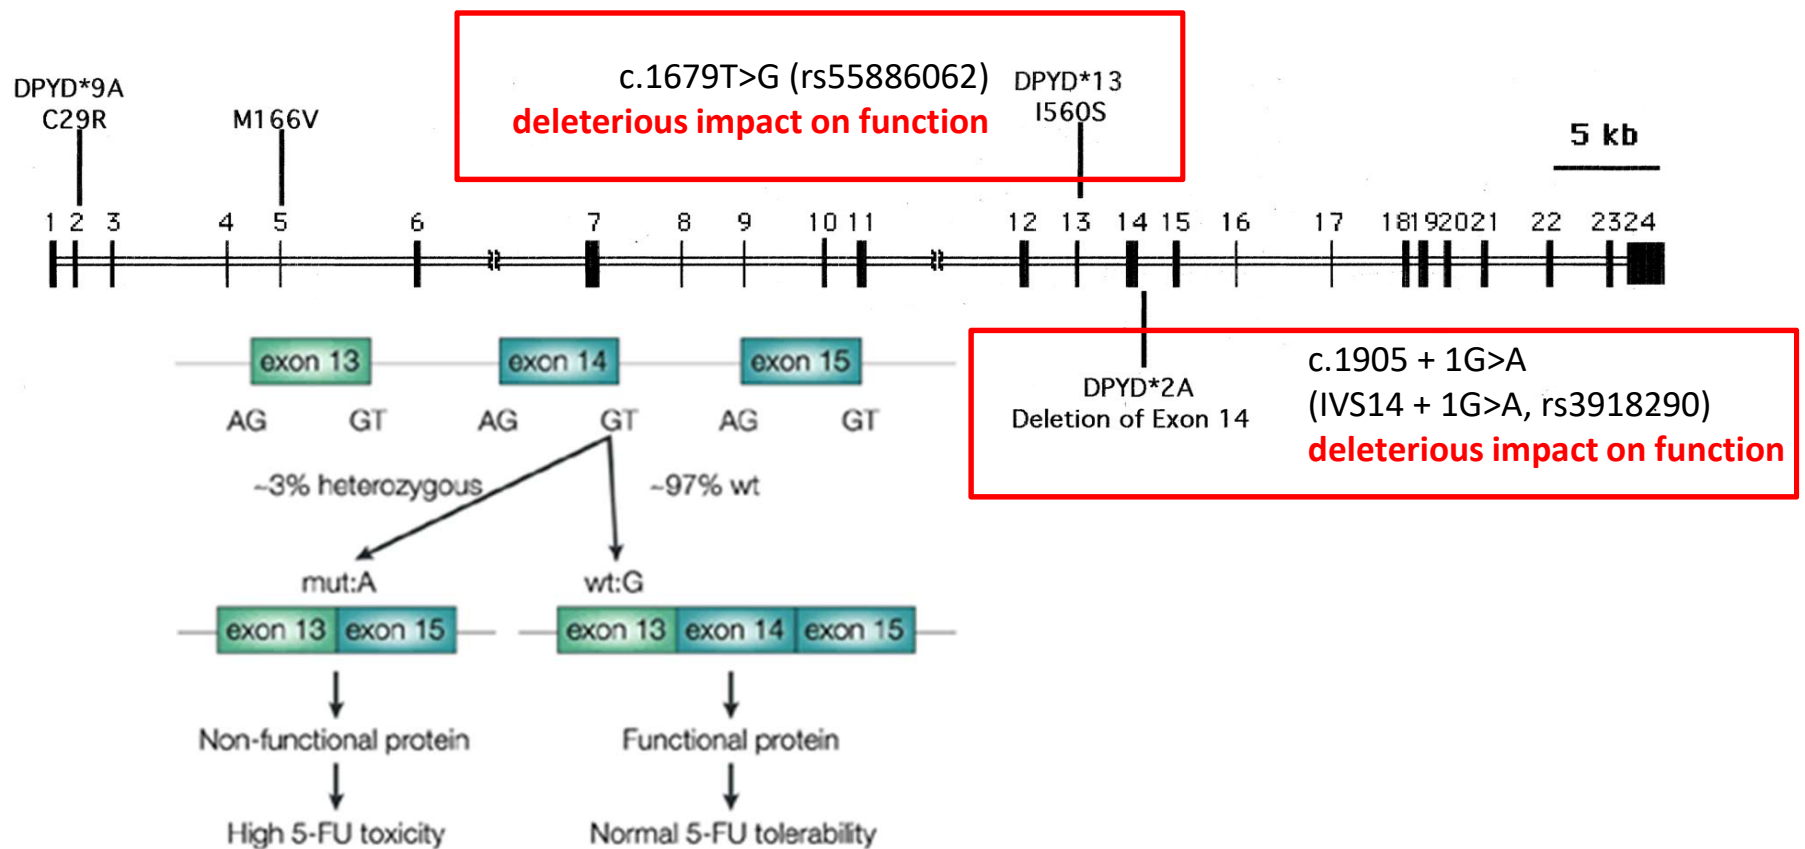 DPYD*9A
C29R
M166V
c.1679T>G (rs55886062)
deleterious impact on function
DPYD*13
I560S
5 kb
1 2 3 4 5 6 7 8 9 10 11 12 13 14 15 16 17 18 19 20 21 22 23 24
exon 13 exon 14 exon 15
AG GT AG GT AG GT
~3% heterozygous ~97% wt
DPYD*2A
Deletion of Exon 14
c.1905 + 1G>A
(IVS14 + 1G>A, rs3918290)
deleterious impact on function
mut:A wt:G
exon 13 exon 15 exon 13 exon 14 exon 15
Non-functional protein Functional protein
High 5-FU toxicity Normal 5-FU tolerability